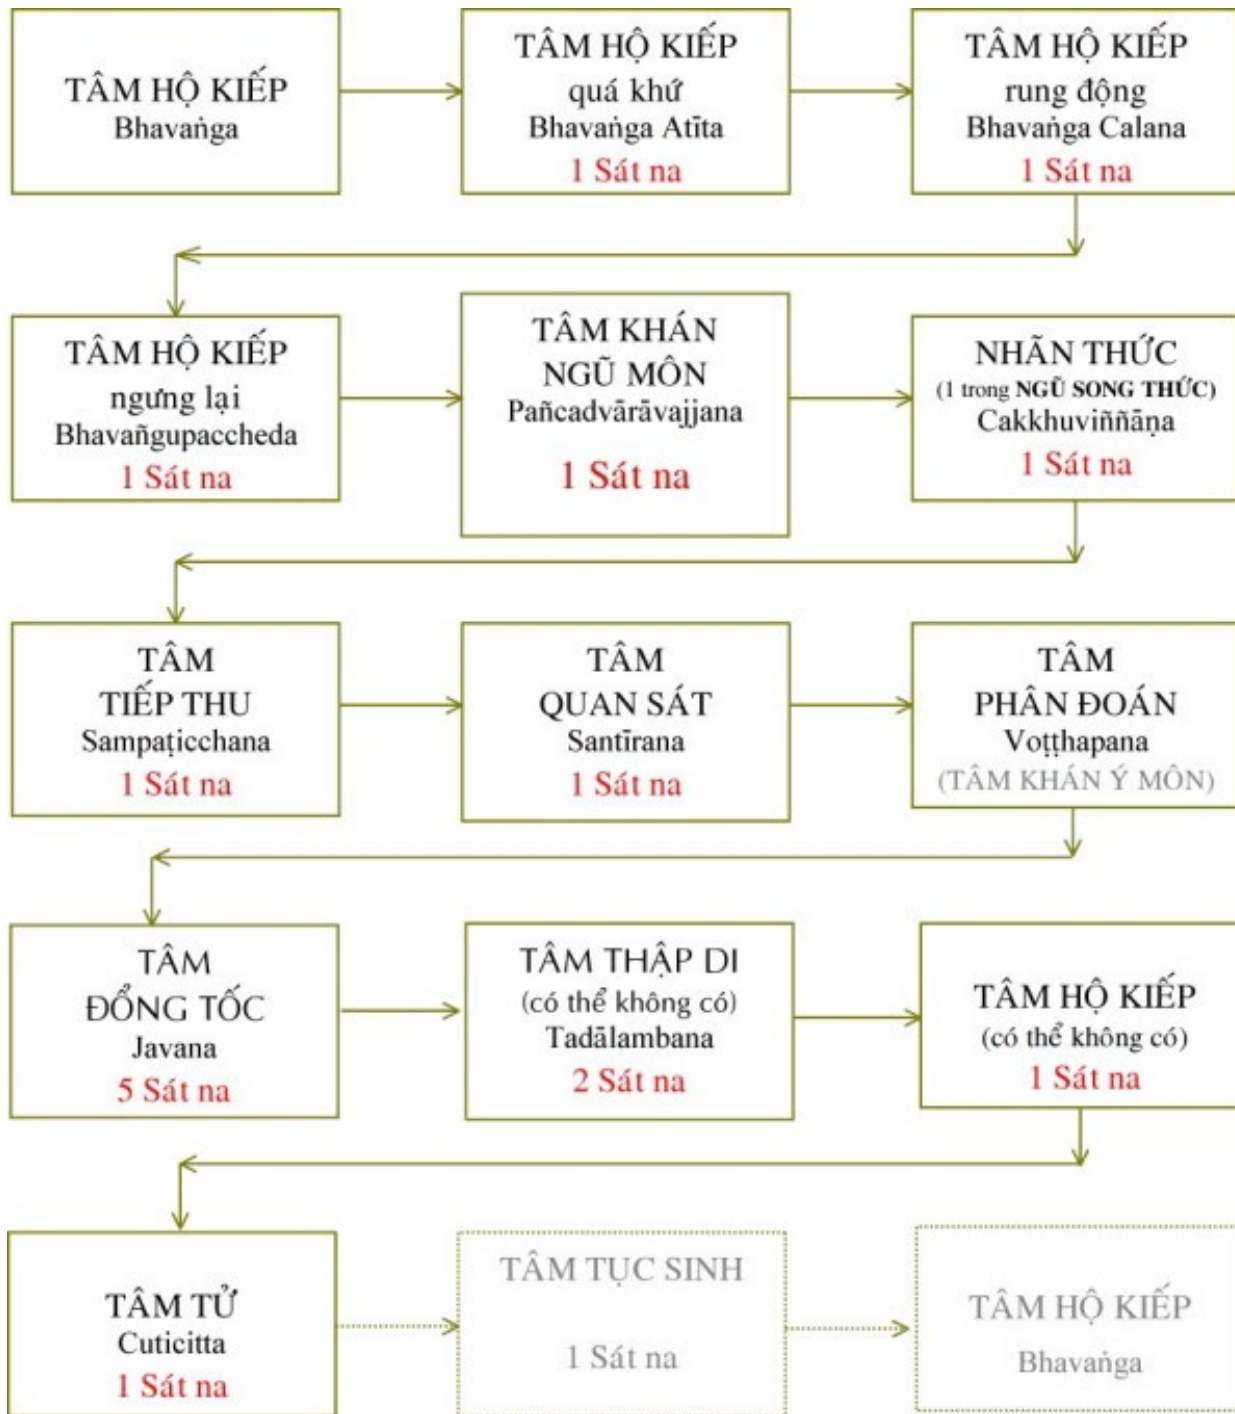 TÂM HỘ KIẾP
Bhavaṅga
TÂM HỘ KIẾP
quá khứ
Bhavaṅga Atīta
1 Sát na
TÂM HỘ KIẾP
rung động
Bhavaṅga Calana
1 Sát na
TÂM HỘ KIẾP
ngưng lại
Bhavañgupaccheda
1 Sát na
TÂM KHÁN
NGŨ MÔN
Pañcadvārāvajjana
1 Sát na
NHÃN THỨC
(1 trong NGŨ SONG THỨC)
Cakkhuviññāṇa
1 Sát na
TÂM
TIẾP THU
Sampaṭicchana
1 Sát na
TÂM
QUAN SÁT
Santīrana
1 Sát na
TÂM
PHÂN ĐOÁN
Voṭṭhapana
(TÂM KHÁN Ý MÔN)
TÂM
ĐỔNG TỐC
Javana
5 Sát na
TÂM THẬP DI
(có thể không có)
Tadālambana
2 Sát na
TÂM HỘ KIẾP
(có thể không có)
1 Sát na
TÂM TỬ
Cuticitta
1 Sát na
TÂM TỤC SINH
1 Sát na
TÂM HỘ KIẾP
Bhavaṅga